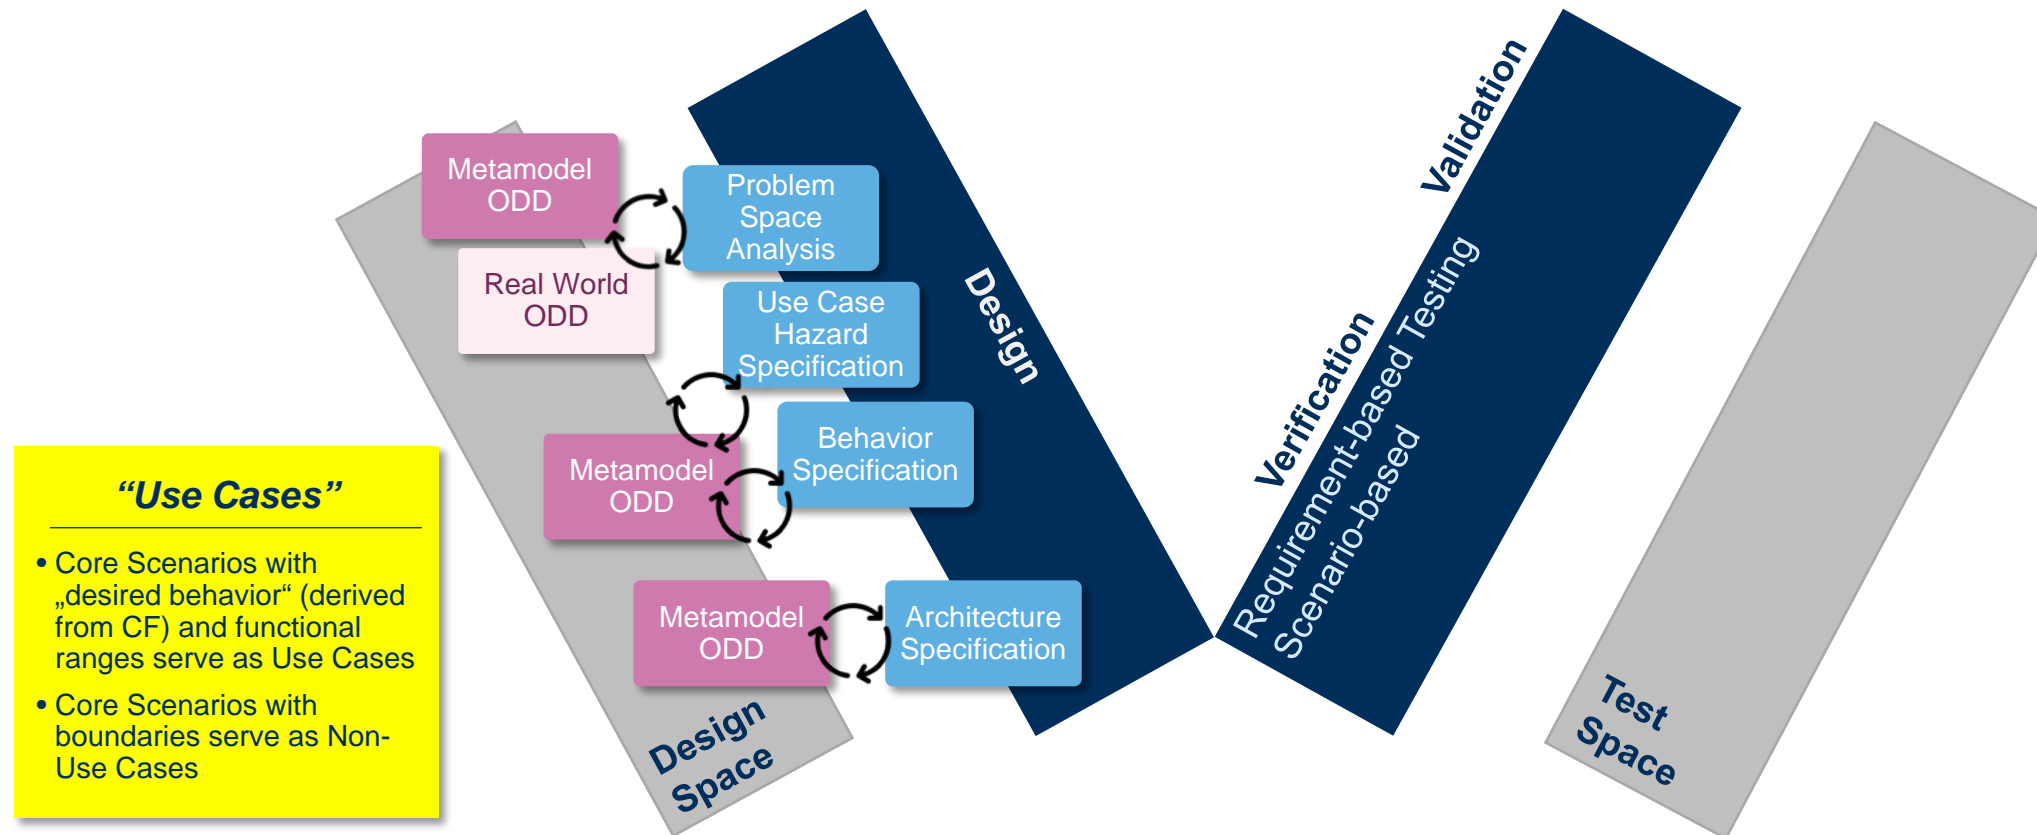 Metamodel
ODD
Problem
Space
Analysis
Real World
ODD
Use Case
Hazard
Specification
Metamodel
ODD
Behavior
Specification
Metamodel
ODD
Architecture
Specification
Design
Space
Design
“Use Cases”
• Core Scenarios with
„desired behavior“ (derived
from CF) and functional
ranges serve as Use Cases
• Core Scenarios with
boundaries serve as Non-
Use Cases
Validation
Verification
Requirement-based Testing
Scenario-based
Test
Space